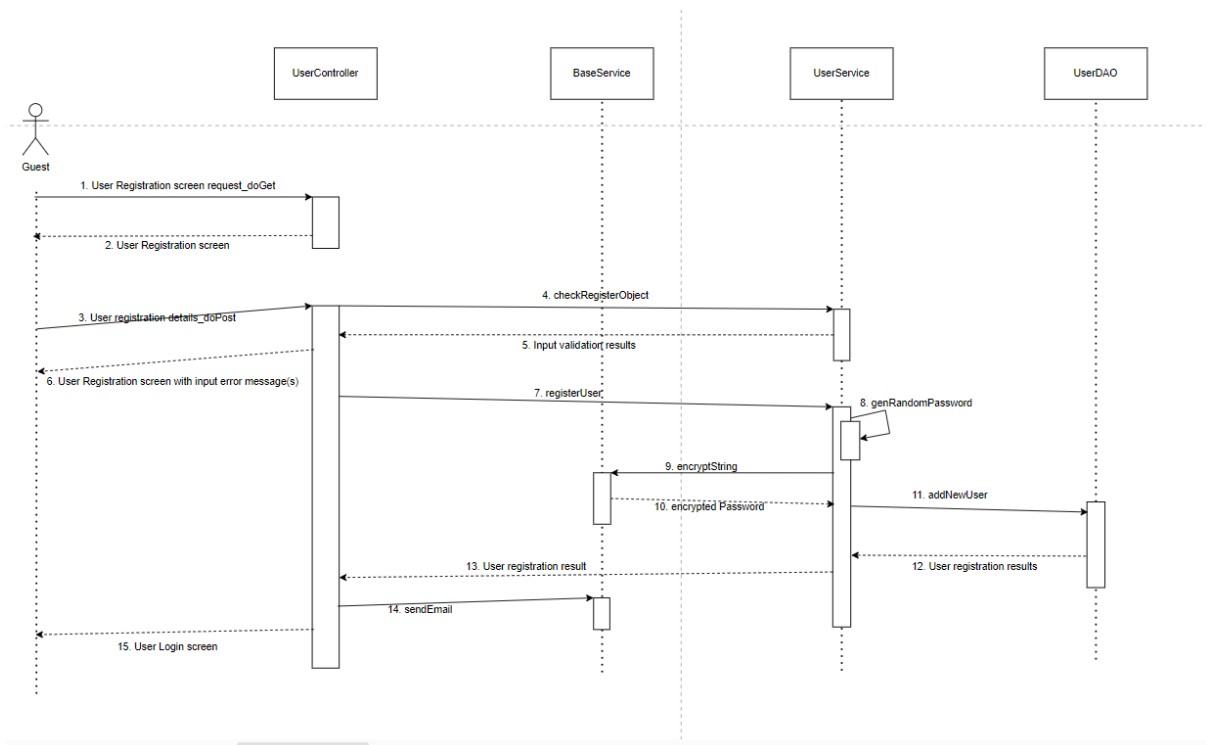 UserController
BaseService
UserService
UserDAO
Guest
1. User Registration screen request_doGet
2. User Registration screen
4. checkRegisterObject
3. User registration details_doPost
5. Input validation results
6. User Registration screen with input error message(s)
7. registerUser
8. genRandomPassword
9. encryptString
11. addNewUser
10. encrypted Password
13. User registration result
12. User registration results
14. sendEmail
15. User Login screen